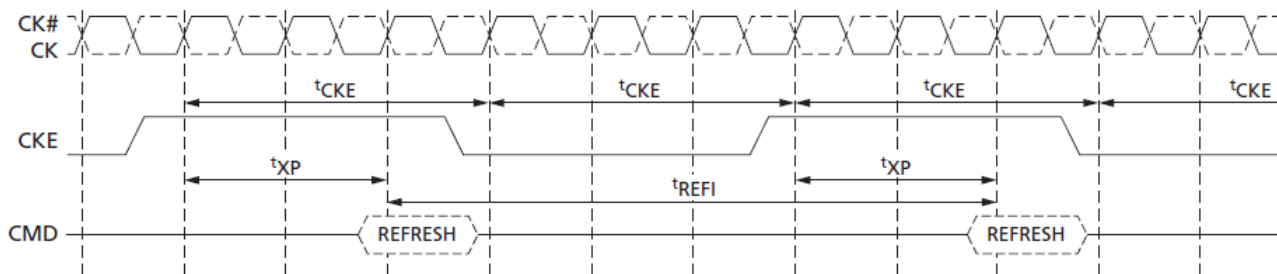 CK#
CK
tCKE tCKE tCKE tCKE
CKE
tXP tXP
tREFI
CMD REFRESH REFRESH